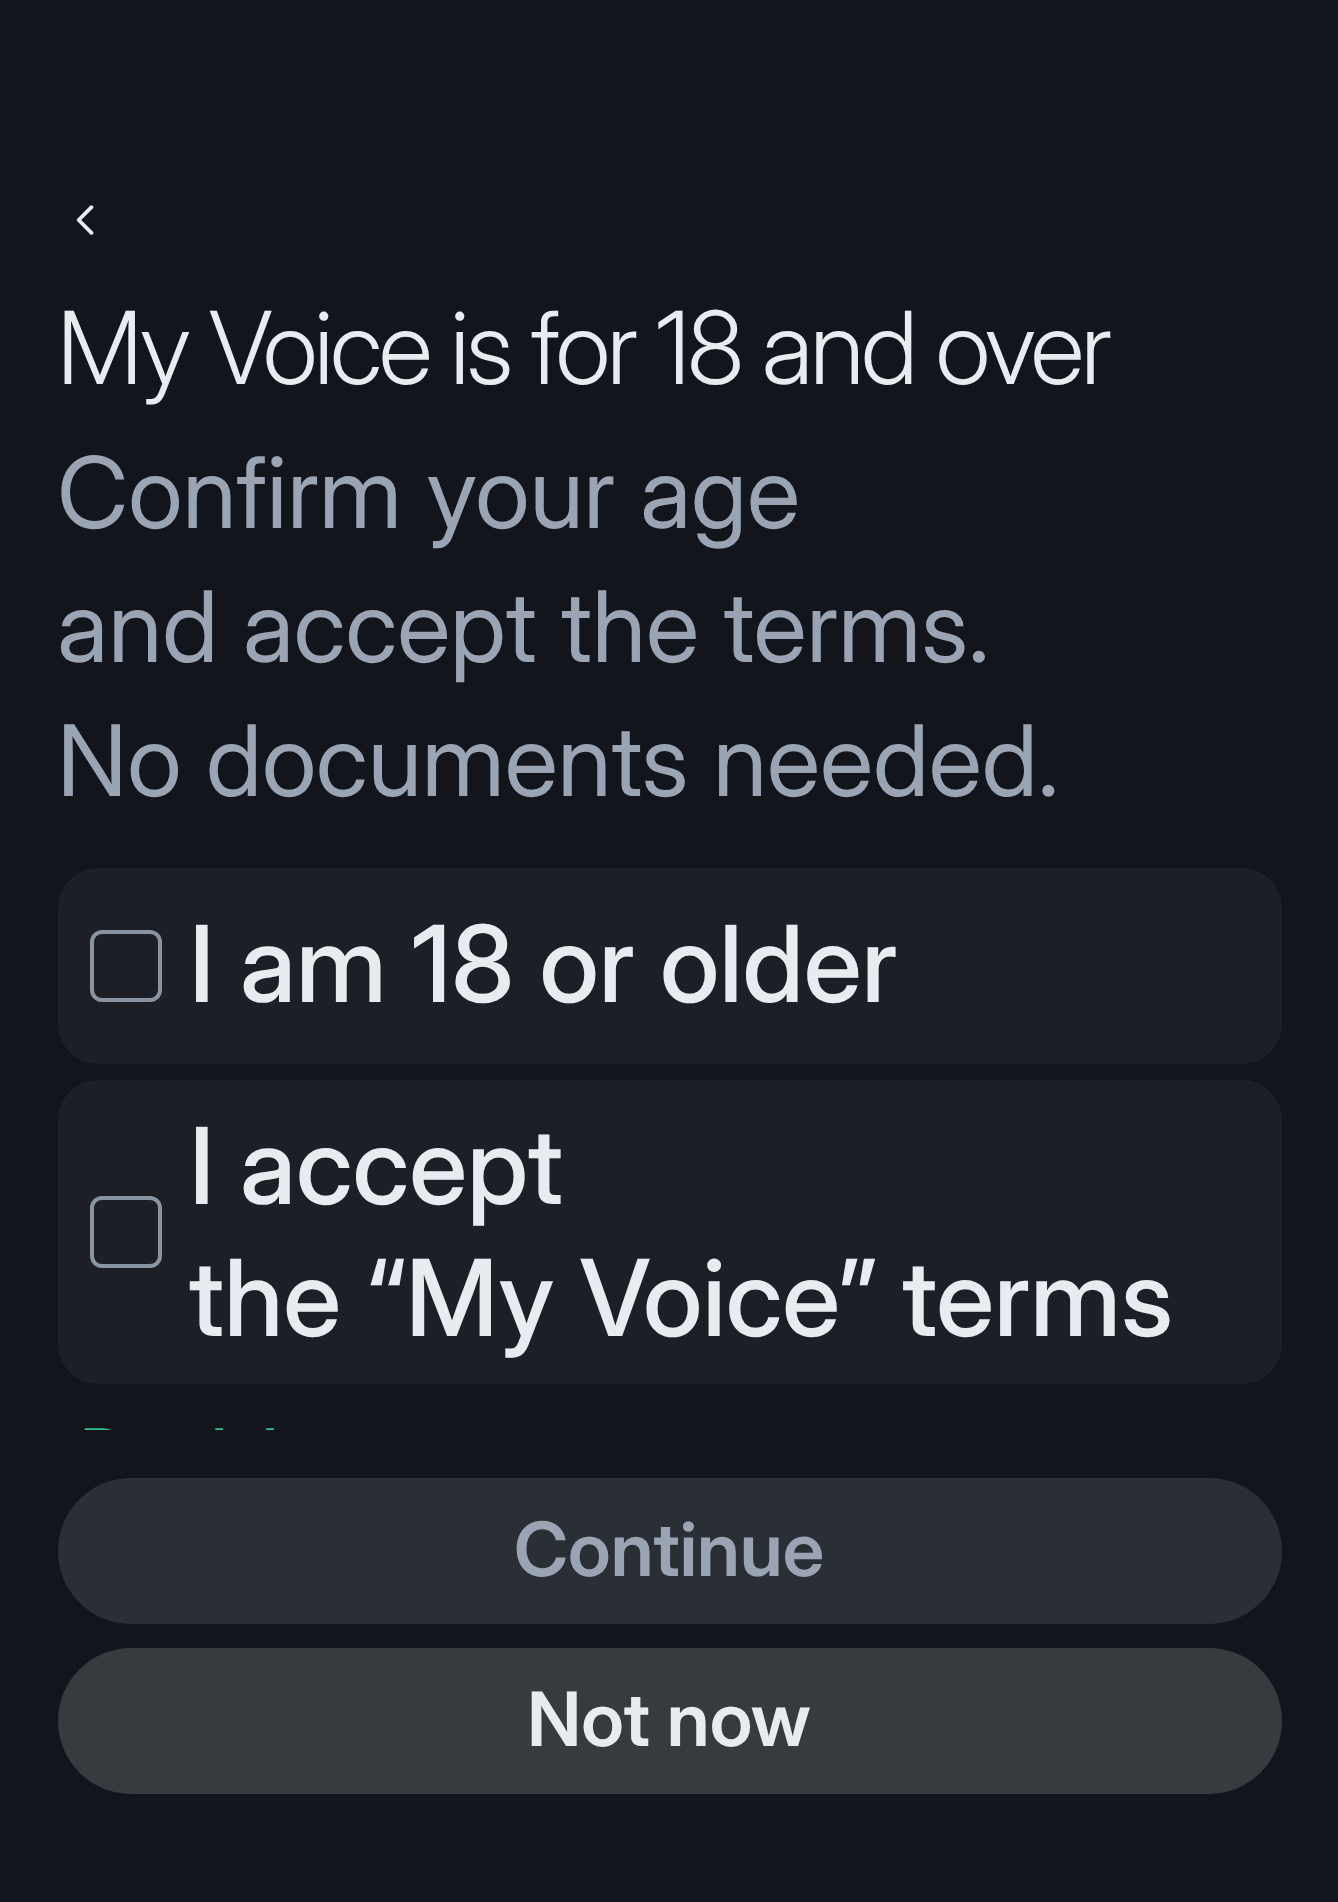 My Voice is for 18 and over
Confirm your age
and accept the terms.
No documents needed.
I am 18 or older
I accept
the “My Voice” terms
Continue
Not now